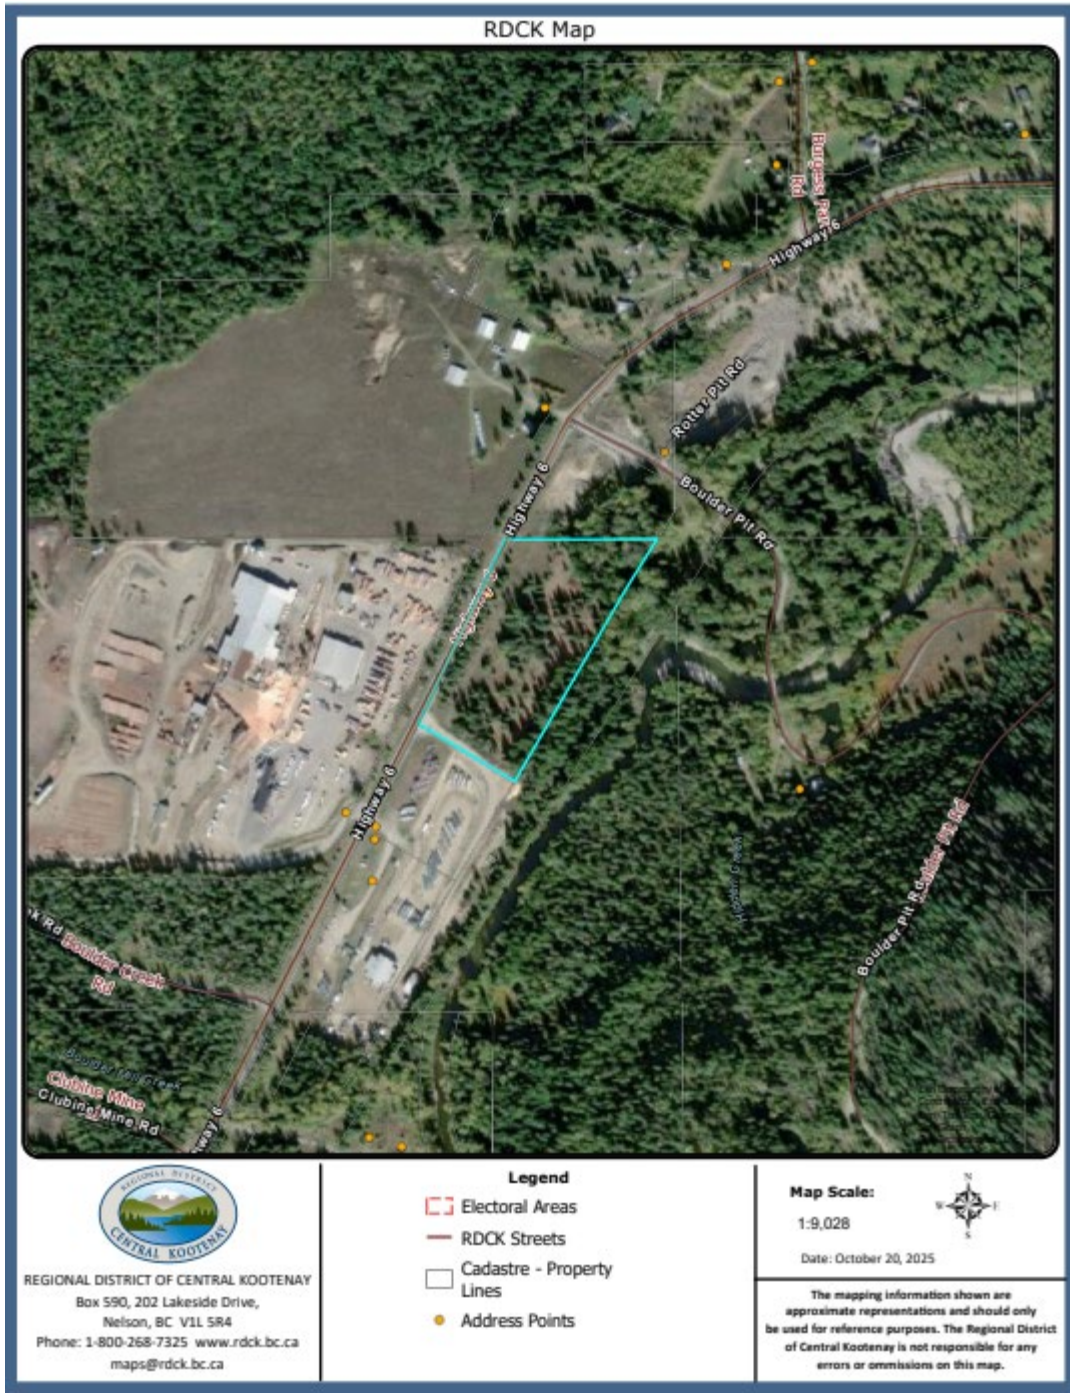 RDCK Map
Burgess Par
Rd
Highway 6
Rotter Pit Rd
Highway 6
Boulder Pit Rd
Highway 6
Boulder Pit Rd
k Rd
Boulder Creek
Rd
Clubine Mine
Clubine Mine Rd
way 6
REGIONAL DISTRICT
CENTRAL KOOTENAY
REGIONAL DISTRICT OF CENTRAL KOOTENAY
Box 590, 202 Lakeside Drive,
Nelson, BC V1L 5R4
Phone: 1-800-268-7325 www.rdck.bc.ca
maps@rdck.bc.ca
Legend
Electoral Areas
RDCK Streets
Cadastre - Property
Lines
Address Points
Map Scale:
1:9,028
N
W E
S
Date: October 20, 2025
The mapping information shown are
approximate representations and should only
be used for reference purposes. The Regional District
of Central Kootenay is not responsible for any
errors or ommissions on this map.